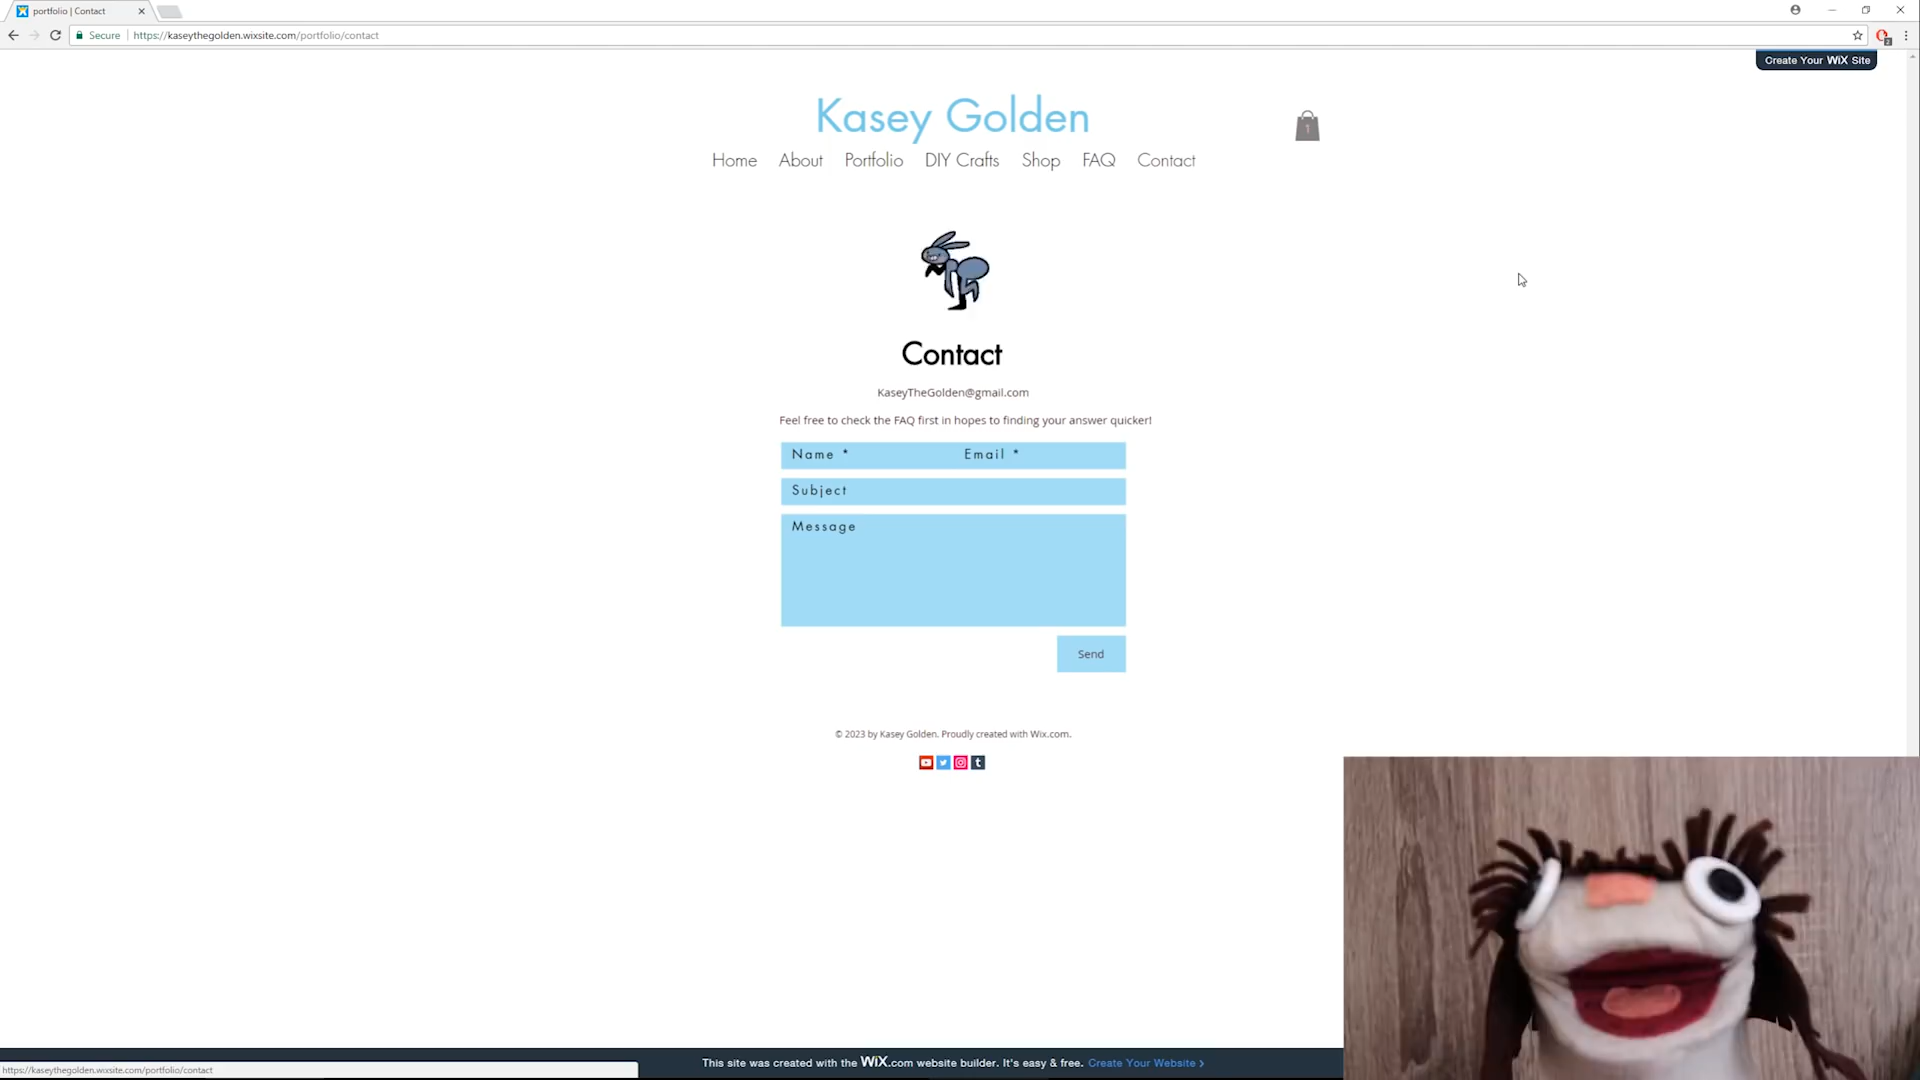 portfolio | Contact
Secure
https://kaseythegolden.wixsite.com/portfolio/contact
2
Create Your WiX Site
Kasey Golden
1
Home About Portfolio DIY Crafts Shop FAQ Contact
Contact
KaseyTheGolden@gmail.com
Feel free to check the FAQ first in hopes to finding your answer quicker!
Name * Email *
Subject
Message
Send
© 2023 by Kasey Golden. Proudly created with Wix.com.
This site was created with the WiX.com website builder. It's easy & free. Create Your Website >
https://kaseythegolden.wixsite.com/portfolio/contact